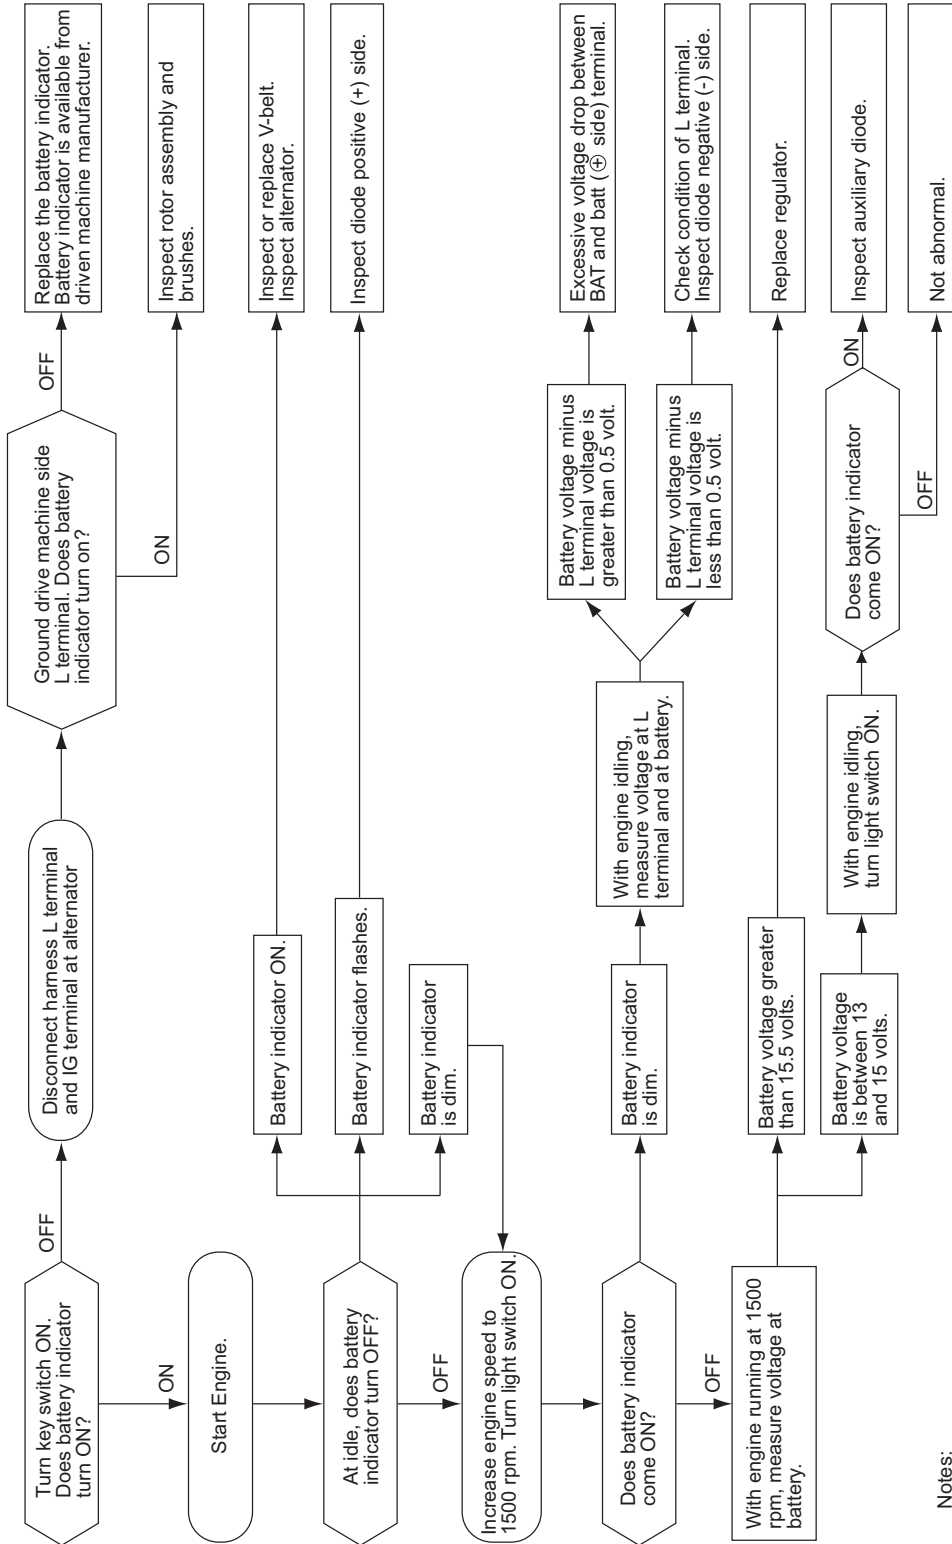 Turn key switch ON.
Does battery indicator
turn ON?
OFF
Disconnect harness L terminal
and IG terminal at alternator
Ground drive machine side
L terminal. Does battery
indicator turn on?
OFF
Replace the battery indicator.
Battery indicator is available from
driven machine manufacturer.
ON
Inspect rotor assembly and
brushes.
ON
Start Engine.
At idle, does battery
indicator turn OFF?
Battery indicator ON.
Inspect or replace V-belt.
Inspect alternator.
Battery indicator flashes.
Inspect diode positive (+) side.
Battery indicator
is dim.
OFF
Increase engine speed to
1500 rpm. Turn light switch ON.
Does battery indicator
come ON?
Battery indicator
is dim.
With engine idling,
measure voltage at L
terminal and at battery.
Battery voltage minus
L terminal voltage is
greater than 0.5 volt.
Excessive voltage drop between
BAT and batt (⊕ side) terminal.
Battery voltage minus
L terminal voltage is
less than 0.5 volt.
Check condition of L terminal.
Inspect diode negative (-) side.
OFF
With engine running at 1500
rpm, measure voltage at
battery.
Battery voltage greater
than 15.5 volts.
Replace regulator.
Battery voltage
is between 13
and 15 volts.
With engine idling,
turn light switch ON.
Does battery indicator
come ON?
ON
Inspect auxiliary diode.
OFF
Not abnormal.
Notes: